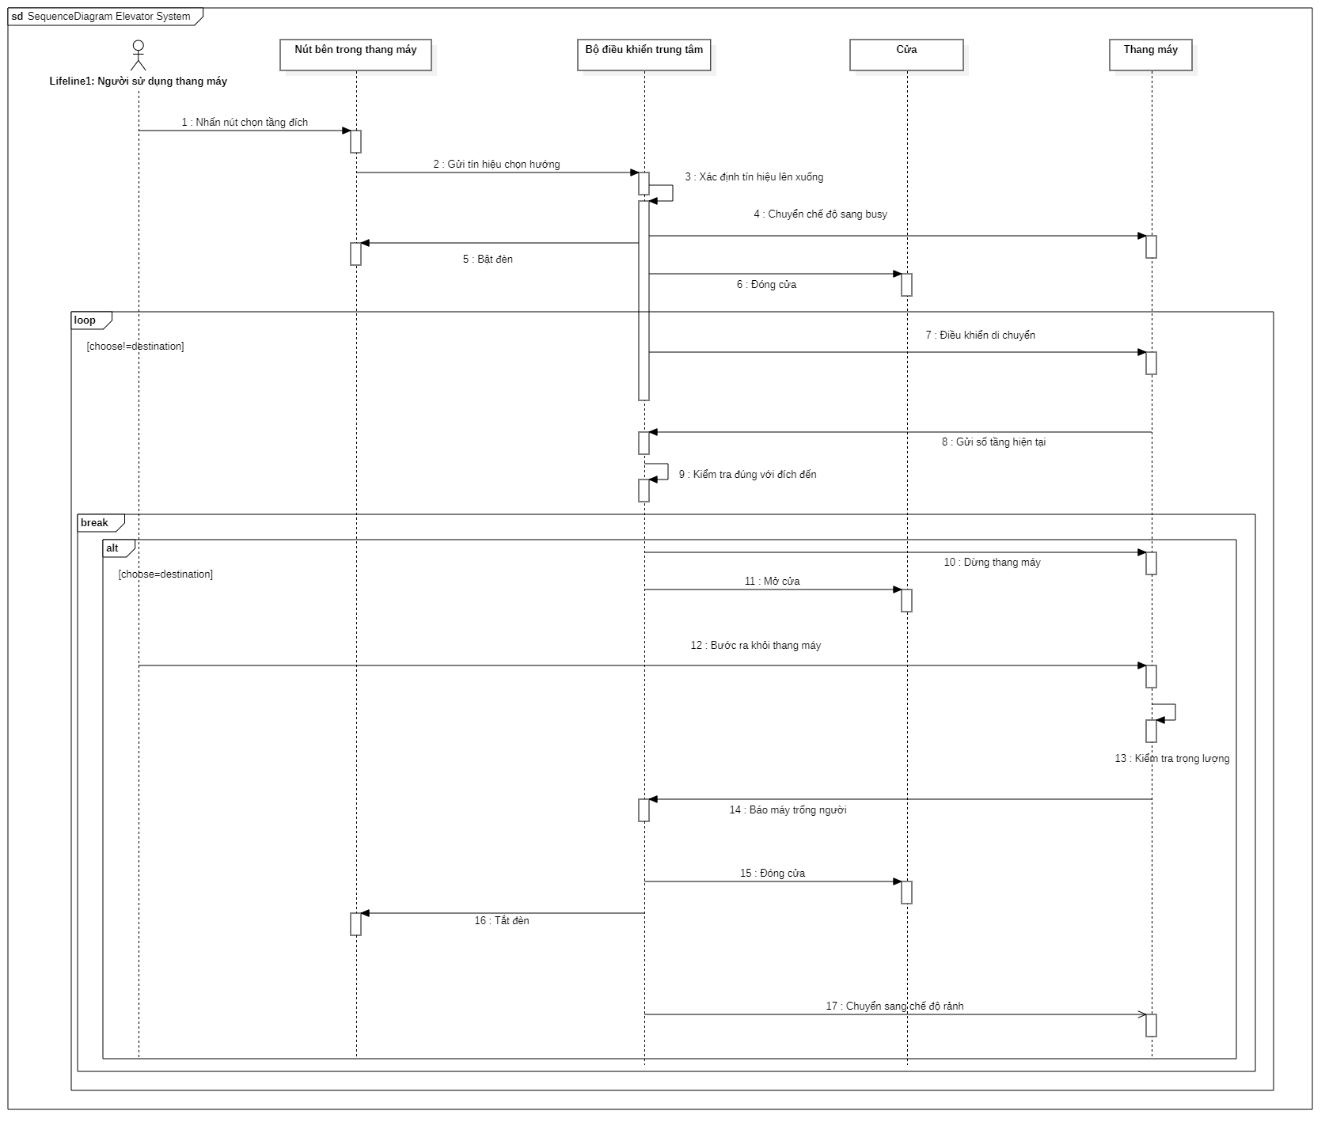 sd SequenceDiagram Elevator System
Lifeline1: Người sử dụng thang máy
Nút bên trong thang máy
Bộ điều khiển trung tâm
Cửa
Thang máy
1 : Nhấn nút chọn tầng đích
2 : Gửi tín hiệu chọn hướng
3 : Xác định tín hiệu lên xuống
4 : Chuyển chế độ sang busy
5 : Bật đèn
6 : Đóng cửa
loop
[choose!=destination]
7 : Điều khiển di chuyển
8 : Gửi số tầng hiện tại
9 : Kiểm tra đúng với đích đến
break
alt
[choose=destination]
10 : Dừng thang máy
11 : Mở cửa
12 : Bước ra khỏi thang máy
13 : Kiểm tra trọng lượng
14 : Báo máy trống người
15 : Đóng cửa
16 : Tắt đèn
17 : Chuyển sang chế độ rảnh